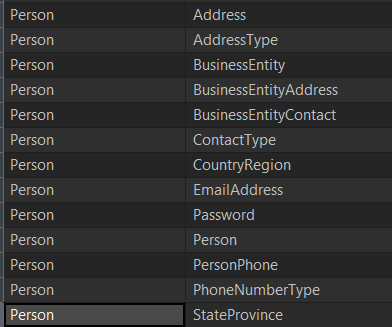 Person Address
Person AddressType
Person BusinessEntity
Person BusinessEntityAddress
Person BusinessEntityContact
Person ContactType
Person CountryRegion
Person EmailAddress
Person Password
Person Person
Person PersonPhone
Person PhoneNumberType
Person StateProvince